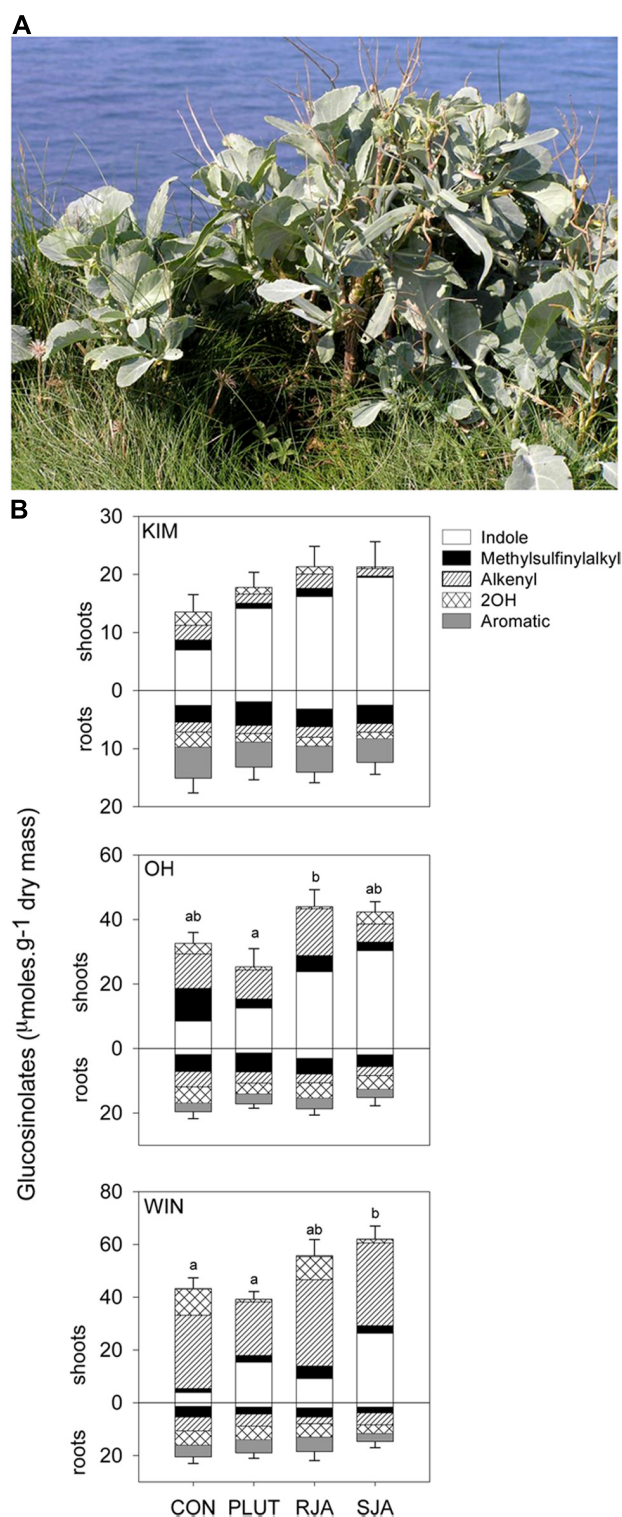 A
B
Glucosinolates (μmoles.g-1 dry mass)
KIM
30
20
10
0
10
20
shoots
roots
Indole
Methylsulfinylalkyl
Alkenyl
2OH
Aromatic
OH
60
40
20
0
20
shoots
roots
ab
a
b
ab
WIN
80
60
40
20
0
20
shoots
roots
a
a
ab
b
CON PLUT RJA SJA